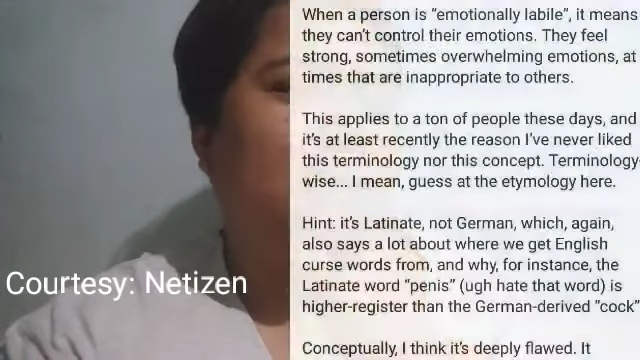 When a person is “emotionally labile”, it means
they can’t control their emotions. They feel
strong, sometimes overwhelming emotions, at
times that are inappropriate to others.
This applies to a ton of people these days, and
it’s at least recently the reason I’ve never liked
this terminology nor this concept. Terminology-
wise... I mean, guess at the etymology here.
Hint: it’s Latinate, not German, which, again,
also says a lot about where we get English
curse words from, and why, for instance, the
Latinate word “penis” (ugh hate that word) is
higher-register than the German-derived “cock”
Conceptually, I think it’s deeply flawed. It
Courtesy: Netizen